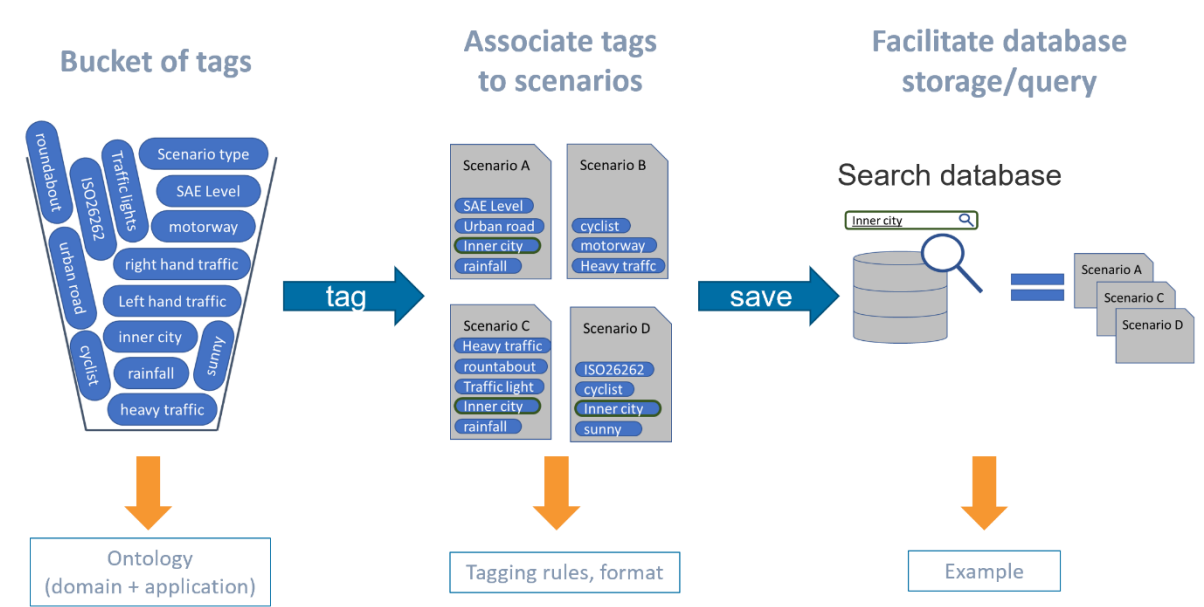 Bucket of tags
Associate tags
to scenarios
Facilitate database
storage/query
roundabout
ISO26262
Traffic lights
Scenario type
SAE Level
motorway
urban road
right hand traffic
Left hand traffic
inner city
sunny
cyclist
rainfall
heavy traffic
tag
Scenario A
SAE Level
Urban road
Inner city
rainfall
Scenario B
cyclist
motorway
Heavy traffc
Scenario C
Heavy traffic
rountabout
Traffic light
Inner city
rainfall
Scenario D
ISO26262
cyclist
Inner city
sunny
save
Search database
Inner city
Scenario A
Scenario C
Scenario D
Ontology
(domain + application)
Tagging rules, format
Example